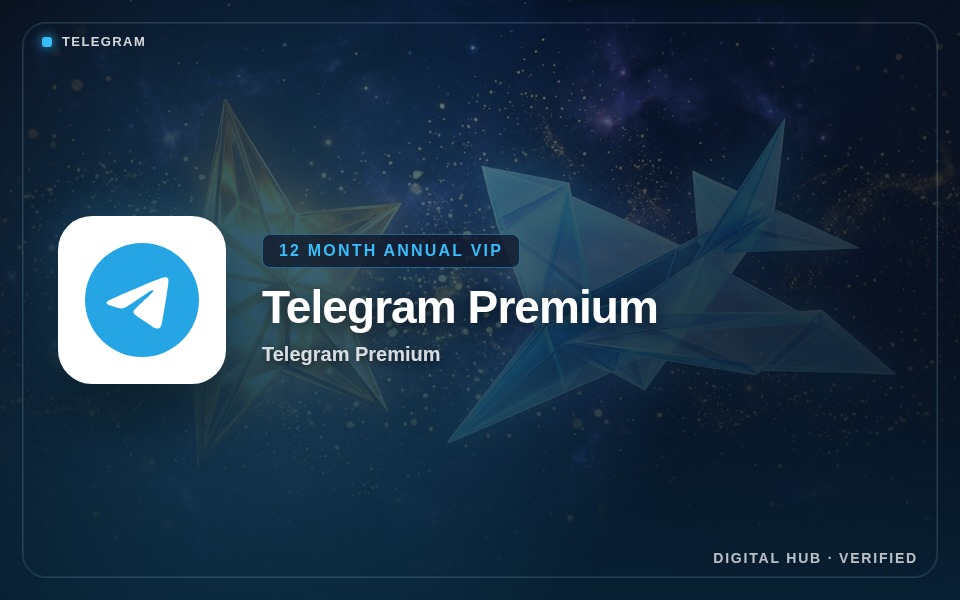 TELEGRAM
12 MONTH ANNUAL VIP
Telegram Premium
Telegram Premium
DIGITAL HUB · VERIFIED